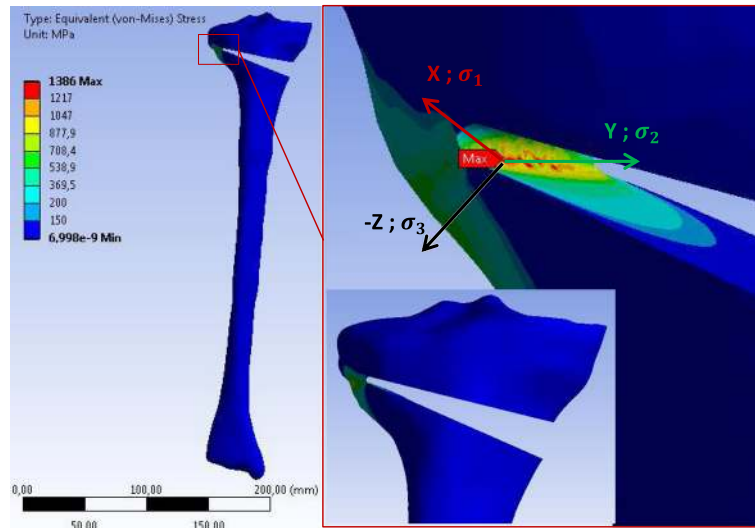 Type: Equivalent (von-Mises) Stress
Unit: MPa
1386 Max
1217
1047
877,9
708,4
538,9
369,5
200
150
6,998e-9 Min
X ; σ₁
Y ; σ₂
Max
-Z ; σ₃
0,00 100,00 200,00 (mm)
50,00 150,00